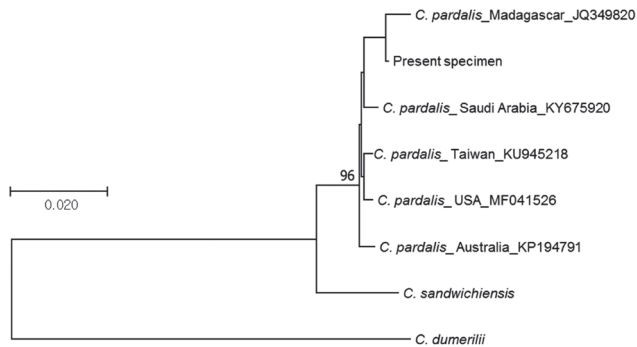 C. pardalis_Madagascar_JQ349820
Present specimen
C. pardalis_ Saudi Arabia_KY675920
C. pardalis_ Taiwan_KU945218
96
C. pardalis_ USA_MF041526
0.020
C. pardalis_ Australia_KP194791
C. sandwichiensis
C. dumerilii